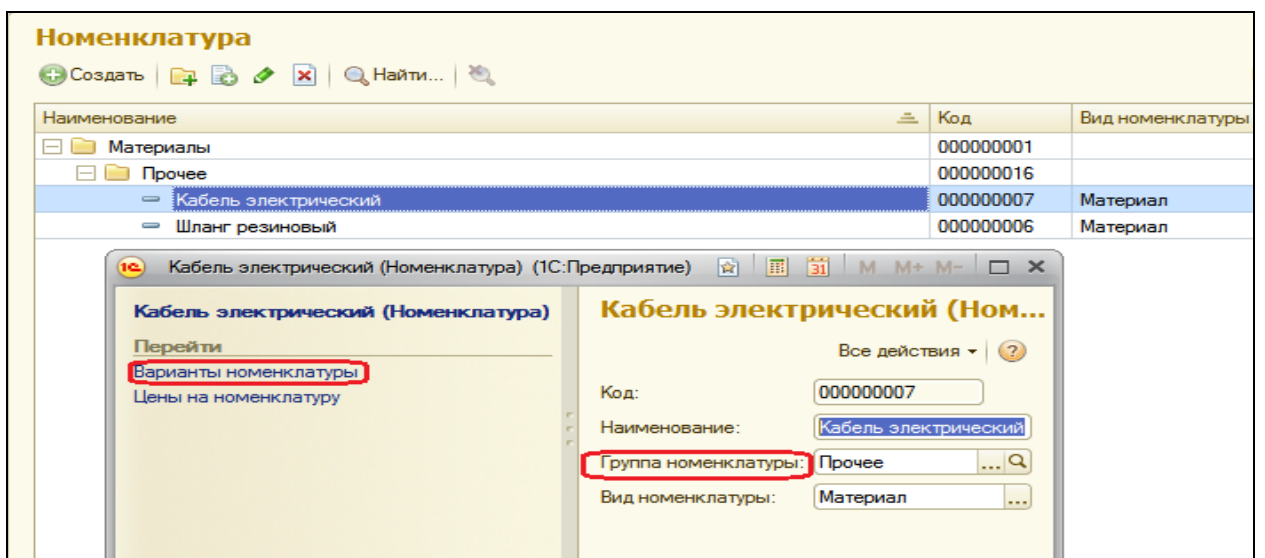 Номенклатура
Создать Найти...
Наименование Код Вид номенклатуры
Материалы 000000001
Прочее 000000016
Кабель электрический 000000007 Материал
Шланг резиновый 000000006 Материал
1С Кабель электрический (Номенклатура) (1С:Предприятие) 31 M M+ M-
Кабель электрический (Номенклатура)
Перейти
Варианты номенклатуры
Цены на номенклатуру
Кабель электрический (Ном...
Все действия ?
Код: 000000007
Наименование: Кабель электрический
Группа номенклатуры: Прочее ...
Вид номенклатуры: Материал ...